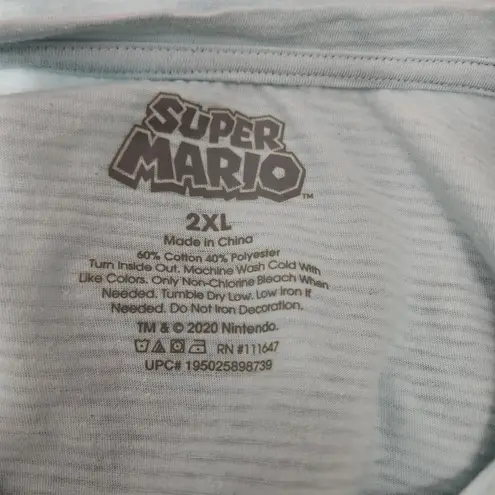 SUPER
MARIO™
2XL
Made in China
60% Cotton 40% Polyester
Turn Inside Out. Machine Wash Cold With
Like Colors. Only Non-Chlorine Bleach When
Needed. Tumble Dry Low. Low Iron If
Needed. Do Not Iron Decoration.
TM & © 2020 Nintendo.
RN #111647
UPC# 195025898739